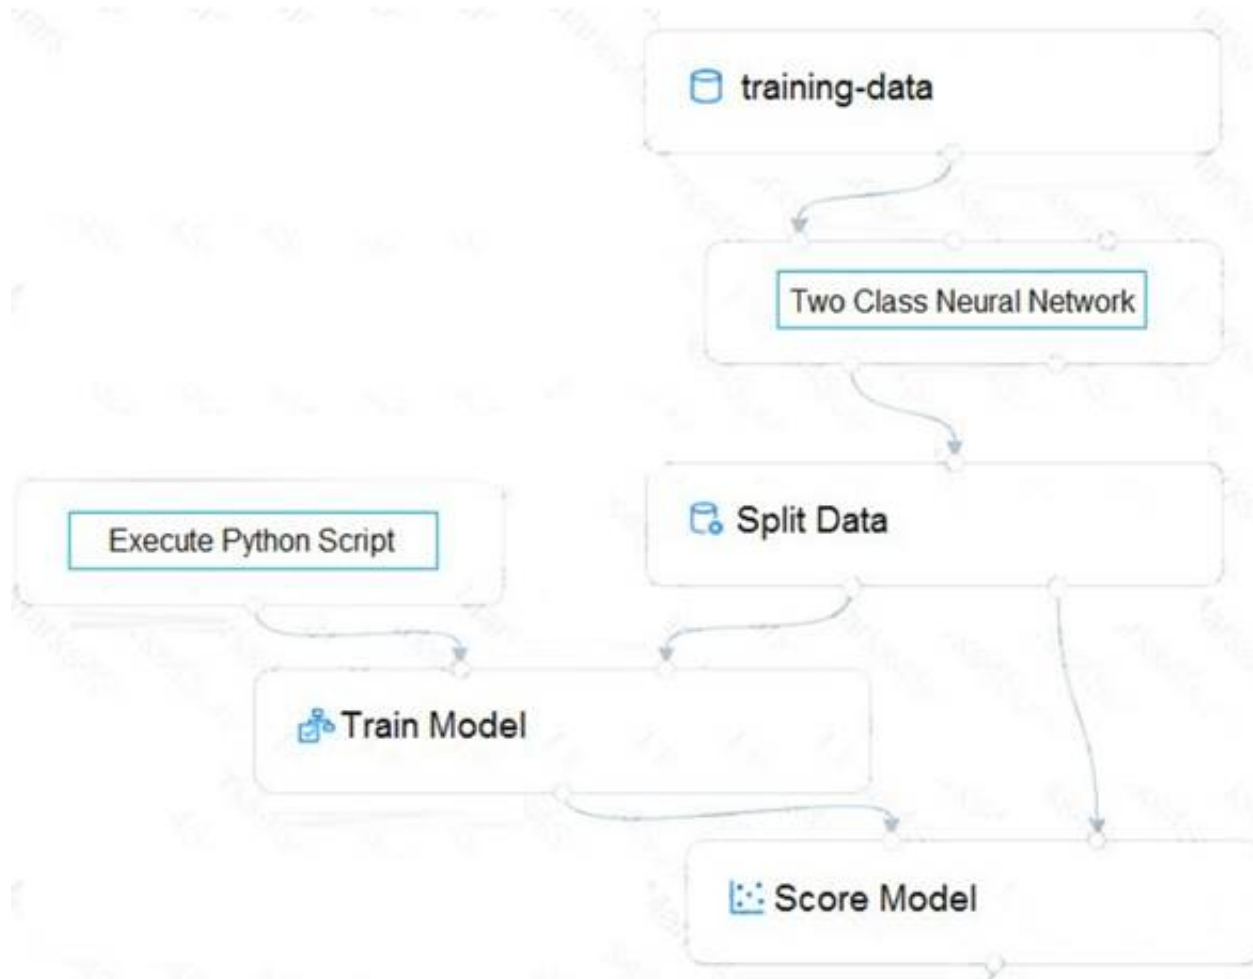 training-data
Two Class Neural Network
Execute Python Script
Split Data
Train Model
Score Model